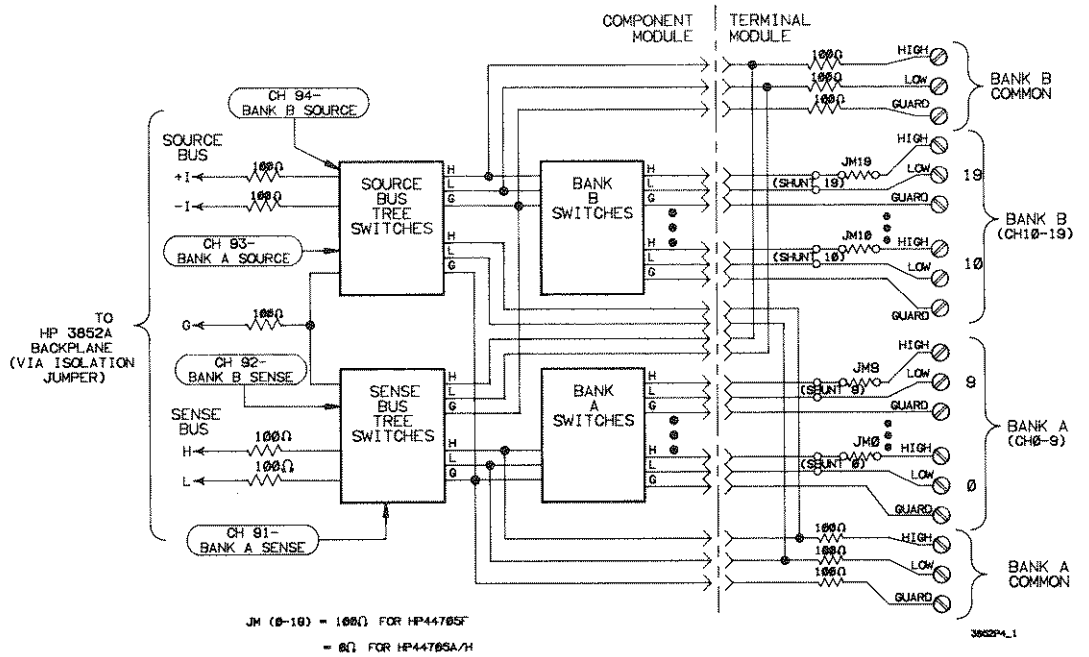 COMPONENT MODULE
TERMINAL MODULE
100Ω
HIGH
100Ω
LOW
100Ω
GUARD
BANK B COMMON
CH 94-
BANK B SOURCE
SOURCE BUS
+I
100Ω
-I
100Ω
CH 93-
BANK A SOURCE
SOURCE BUS TREE SWITCHES
H
L
G
H
L
G
BANK B SWITCHES
H
L
G
H
L
G
JM19
(SHUNT 19)
HIGH
LOW
GUARD
19
JM10
(SHUNT 10)
HIGH
LOW
GUARD
10
BANK B
(CH10-19)
TO
HP 3852A
BACKPLANE
(VIA ISOLATION
JUMPER)
G
100Ω
CH 92-
BANK B SENSE
SENSE BUS
H
100Ω
L
100Ω
CH 91-
BANK A SENSE
SENSE BUS TREE SWITCHES
H
L
G
H
L
G
BANK A SWITCHES
H
L
G
H
L
G
JM9
(SHUNT 9)
HIGH
LOW
GUARD
9
JM0
(SHUNT 0)
HIGH
LOW
GUARD
0
BANK A
(CH0-9)
100Ω
HIGH
100Ω
LOW
100Ω
GUARD
BANK A COMMON
JM (0-19) = 100Ω FOR HP44705F
= 0Ω FOR HP44705A/H
3852P4_1